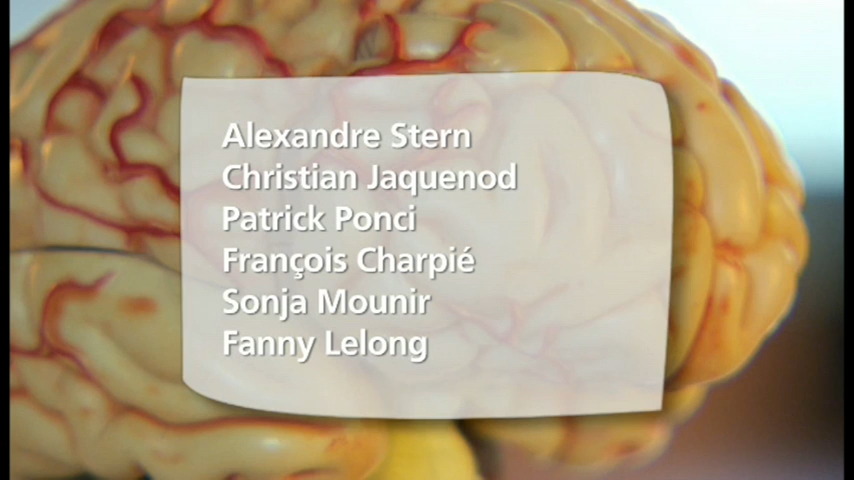 Alexandre Stern
Christian Jaquenod
Patrick Ponci
François Charpié
Sonja Mounir
Fanny Lelong